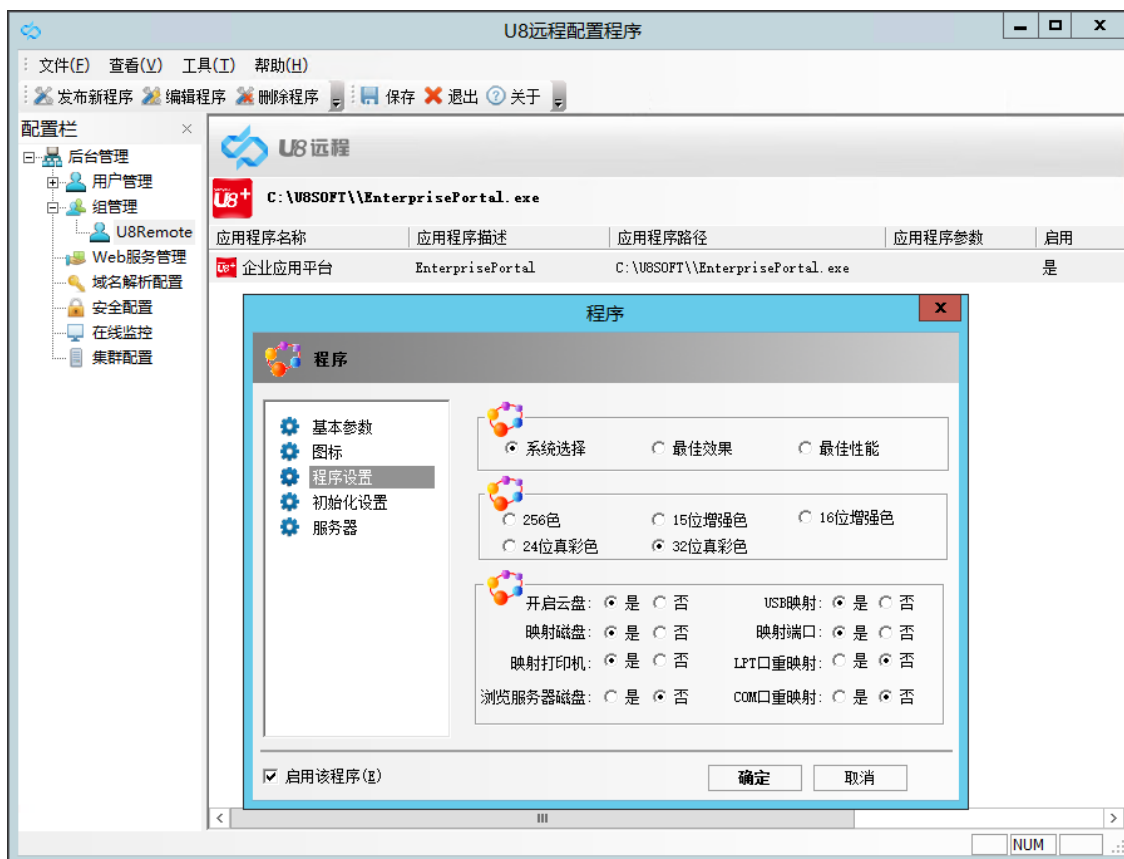 U8远程配置程序
文件(F) 查看(V) 工具(T) 帮助(H)
发布新程序 编辑程序 删除程序 保存 退出 关于
配置栏
后台管理
用户管理
组管理
U8Remote
Web服务管理
域名解析配置
安全配置
在线监控
集群配置
U8远程
U8+ C:\U8SOFT\\EnterprisePortal.exe
应用程序名称 应用程序描述 应用程序路径 应用程序参数 启用
U8+ 企业应用平台 EnterprisePortal C:\U8SOFT\\EnterprisePortal.exe 是
程序
程序
基本参数
图标
程序设置
初始化设置
服务器
系统选择 最佳效果 最佳性能
256色 15位增强色 16位增强色
24位真彩色 32位真彩色
开启云盘: 是 否 USB映射: 是 否
映射磁盘: 是 否 映射端口: 是 否
映射打印机: 是 否 LPT口重映射: 是 否
浏览服务器磁盘: 是 否 COM口重映射: 是 否
启用该程序(E) 确定 取消
NUM